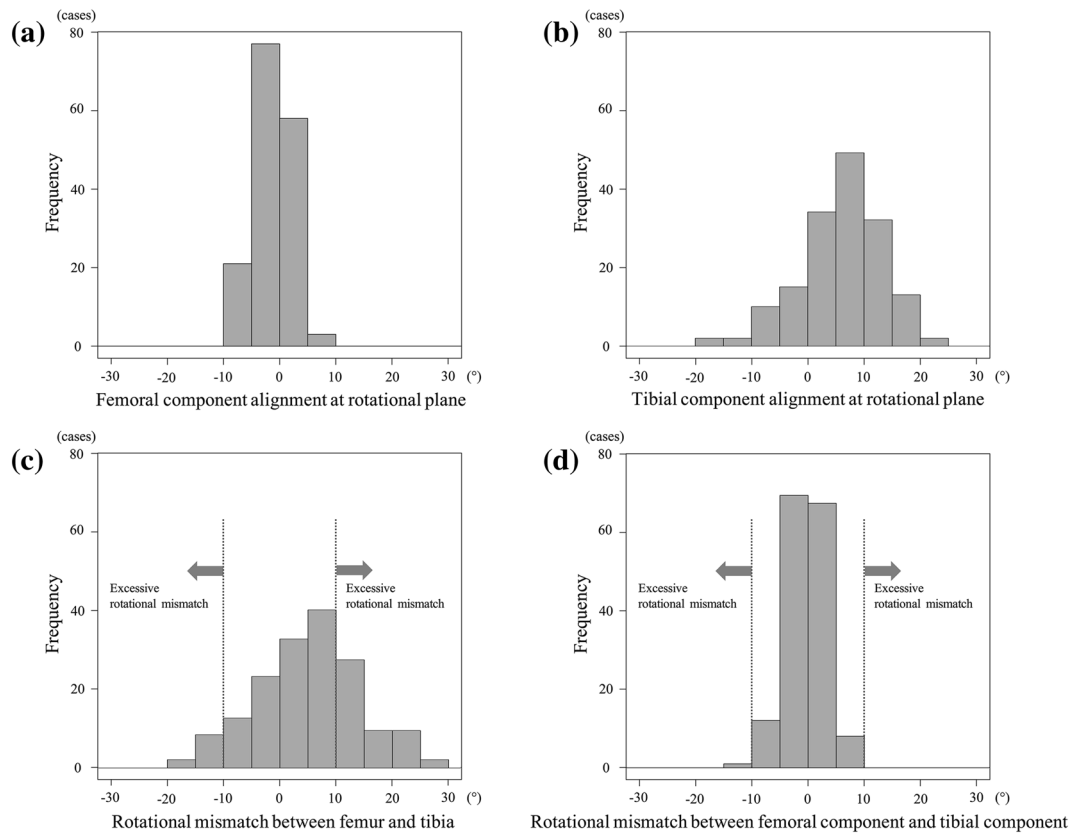 (a)
(cases)
80
60
40
20
0
Frequency
-30 -20 -10 0 10 20 30 (°)
Femoral component alignment at rotational plane
(b)
(cases)
80
60
40
20
0
Frequency
-30 -20 -10 0 10 20 30 (°)
Tibial component alignment at rotational plane
(c)
(cases)
80
60
40
20
0
Frequency
Excessive
rotational mismatch
Excessive
rotational mismatch
-30 -20 -10 0 10 20 30 (°)
Rotational mismatch between femur and tibia
(d)
(cases)
80
60
40
20
0
Frequency
Excessive
rotational mismatch
Excessive
rotational mismatch
-30 -20 -10 0 10 20 30 (°)
Rotational mismatch between femoral component and tibial component